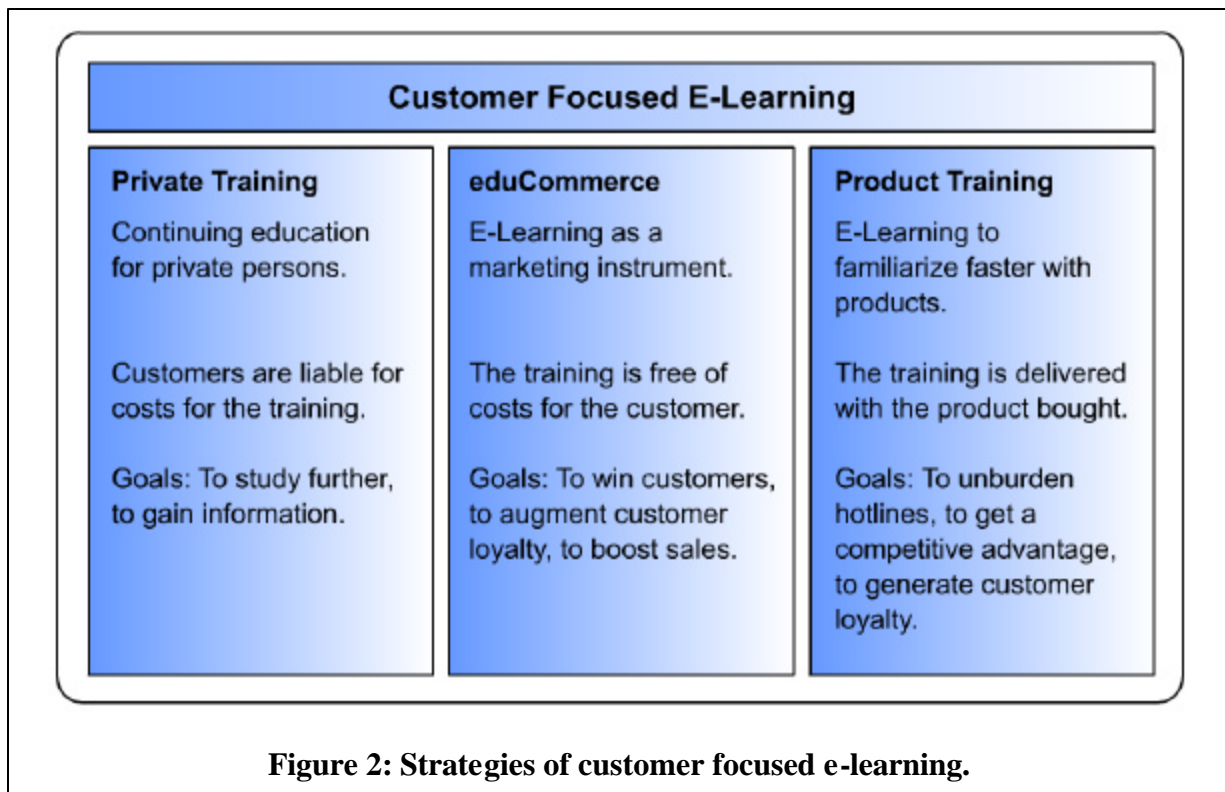 Customer Focused E-Learning
Private Training
Continuing education
for private persons.
Customers are liable for
costs for the training.
Goals: To study further,
to gain information.
eduCommerce
E-Learning as a
marketing instrument.
The training is free of
costs for the customer.
Goals: To win customers,
to augment customer
loyalty, to boost sales.
Product Training
E-Learning to
familiarize faster with
products.
The training is delivered
with the product bought.
Goals: To unburden
hotlines, to get a
competitive advantage,
to generate customer
loyalty.
Figure 2: Strategies of customer focused e-learning.